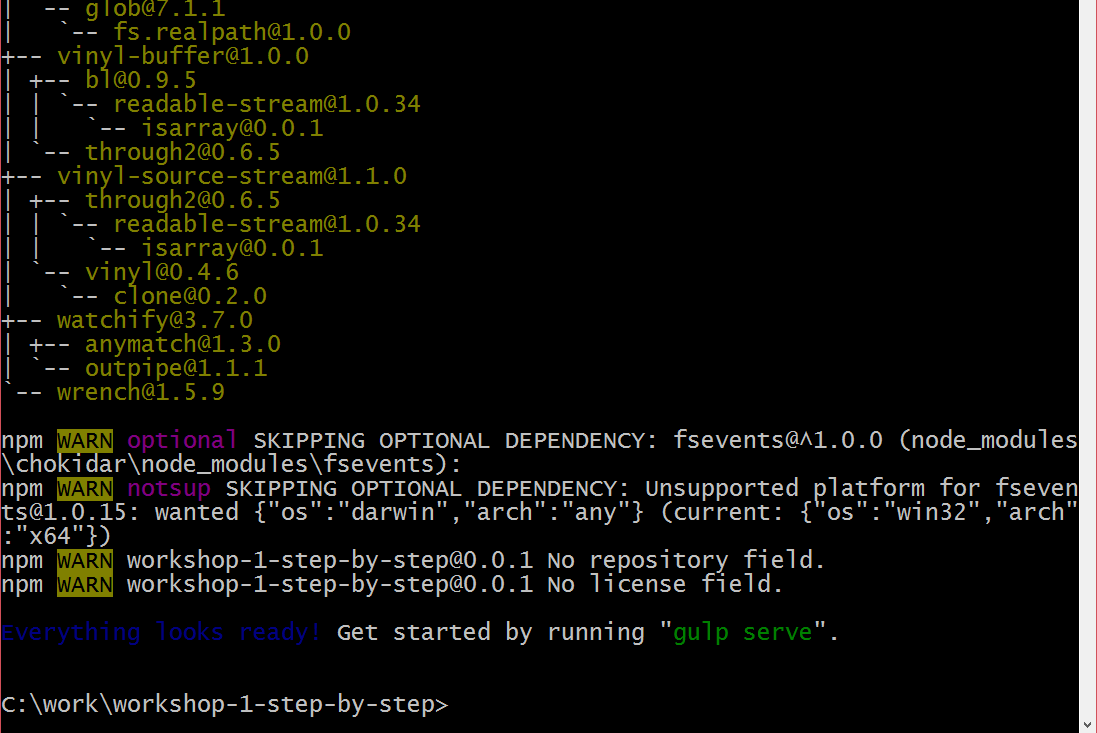 |   `-- glob@7.1.1
|   `-- fs.realpath@1.0.0
+-- vinyl-buffer@1.0.0
| +-- bl@0.9.5
| | `-- readable-stream@1.0.34
| |   `-- isarray@0.0.1
| `-- through2@0.6.5
+-- vinyl-source-stream@1.1.0
| +-- through2@0.6.5
| | `-- readable-stream@1.0.34
| |   `-- isarray@0.0.1
| `-- vinyl@0.4.6
|   `-- clone@0.2.0
+-- watchify@3.7.0
| +-- anymatch@1.3.0
| `-- outpipe@1.1.1
`-- wrench@1.5.9
npm WARN optional SKIPPING OPTIONAL DEPENDENCY: fsevents@^1.0.0 (node_modules
\chokidar\node_modules\fsevents):
npm WARN notsup SKIPPING OPTIONAL DEPENDENCY: Unsupported platform for fseven
ts@1.0.15: wanted {"os":"darwin","arch":"any"} (current: {"os":"win32","arch"
:"x64"})
npm WARN workshop-1-step-by-step@0.0.1 No repository field.
npm WARN workshop-1-step-by-step@0.0.1 No license field.
Everything looks ready! Get started by running "gulp serve".
C:\work\workshop-1-step-by-step>